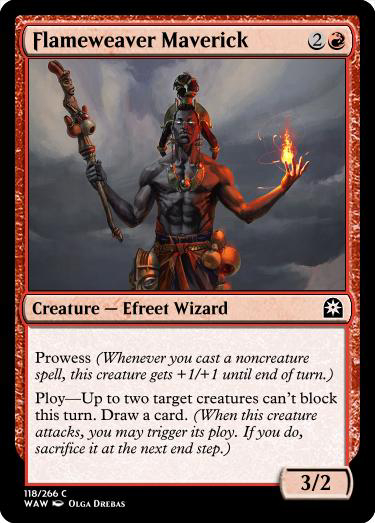 Flameweaver Maverick 2
Creature — Efreet Wizard
Prowess (Whenever you cast a noncreature
spell, this creature gets +1/+1 until end of turn.)
Ploy—Up to two target creatures can't block
this turn. Draw a card. (When this creature
attacks, you may trigger its ploy. If you do,
sacrifice it at the next end step.)
3/2
118/266 C
WAW Olga Drebas